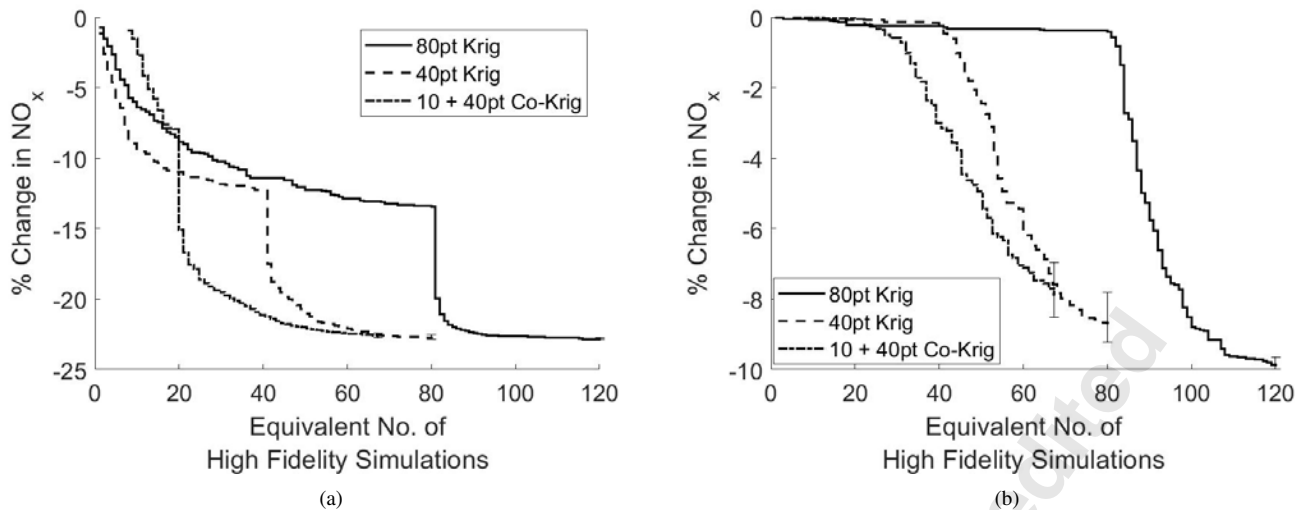 0
-5
-10
-15
-20
-25
% Change in NOx
80pt Krig
40pt Krig
10 + 40pt Co-Krig
0 20 40 60 80 100 120
Equivalent No. of
High Fidelity Simulations
(a)
0
-2
-4
-6
-8
-10
% Change in NOx
80pt Krig
40pt Krig
10 + 40pt Co-Krig
0 20 40 60 80 100 120
Equivalent No. of
High Fidelity Simulations
(b)
edited